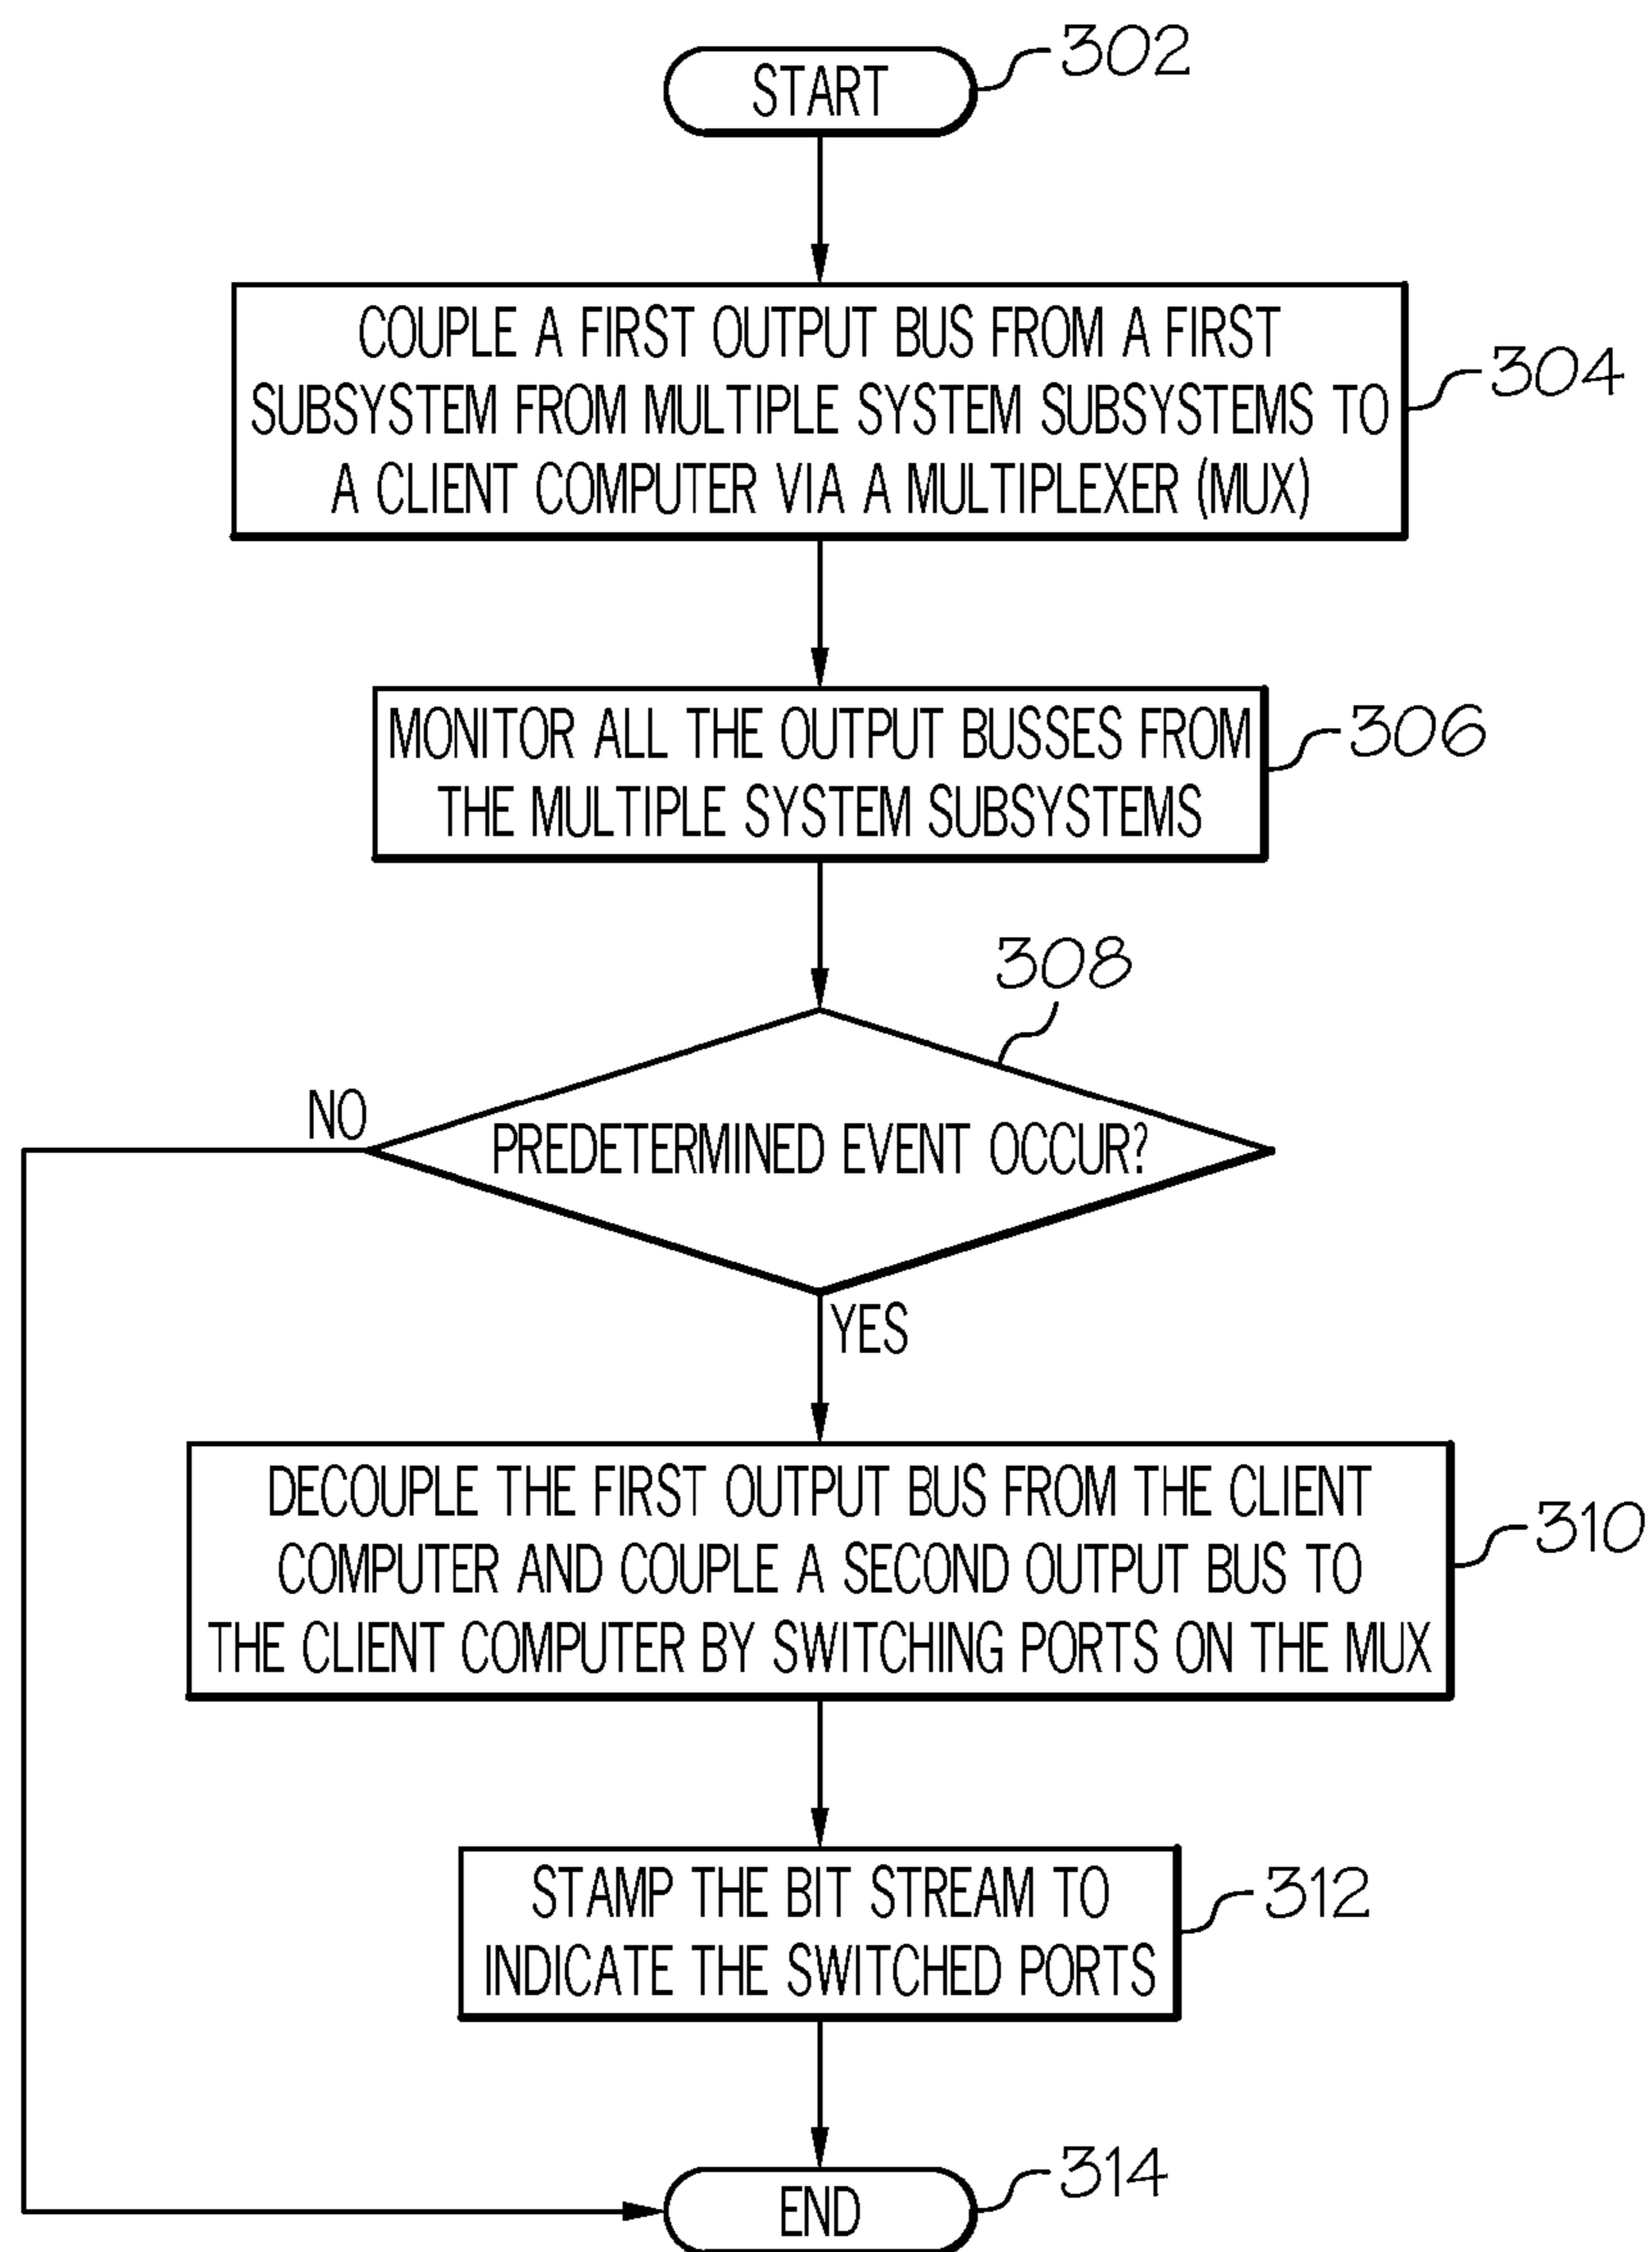 START
302
COUPLE A FIRST OUTPUT BUS FROM A FIRST
SUBSYSTEM FROM MULTIPLE SYSTEM SUBSYSTEMS TO
A CLIENT COMPUTER VIA A MULTIPLEXER (MUX)
304
MONITOR ALL THE OUTPUT BUSSES FROM
THE MULTIPLE SYSTEM SUBSYSTEMS
306
308
NO
PREDETERMINED EVENT OCCUR?
YES
DECOUPLE THE FIRST OUTPUT BUS FROM THE CLIENT
COMPUTER AND COUPLE A SECOND OUTPUT BUS TO
THE CLIENT COMPUTER BY SWITCHING PORTS ON THE MUX
310
STAMP THE BIT STREAM TO
INDICATE THE SWITCHED PORTS
312
END
314